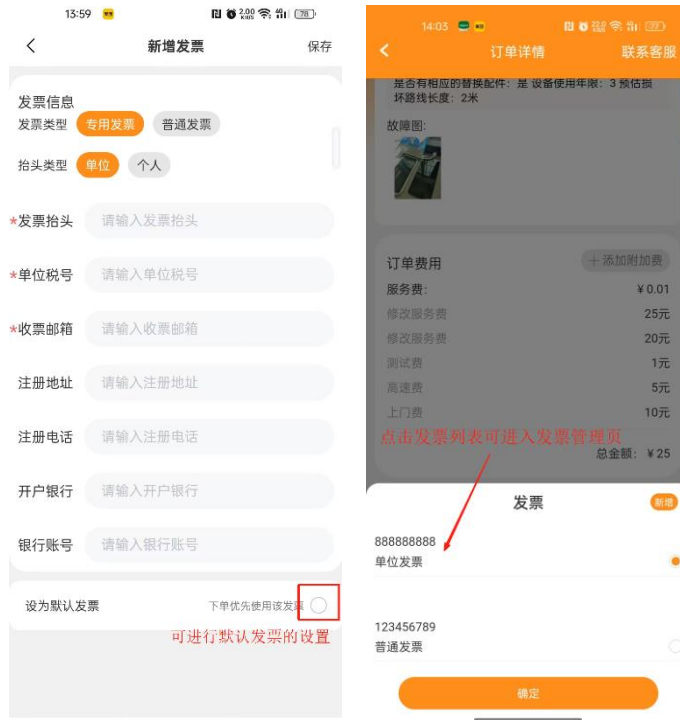 13:59
2.00 KB/S
4G
78
新增发票
保存
发票信息
发票类型 专用发票 普通发票
抬头类型 单位 个人
*发票抬头 请输入发票抬头
*单位税号 请输入单位税号
*收票邮箱 请输入收票邮箱
注册地址 请输入注册地址
注册电话 请输入注册电话
开户银行 请输入开户银行
银行账号 请输入银行账号
设为默认发票 下单优先使用该发票
可进行默认发票的设置
14:03
订单详情
联系客服
是否有相应的替换配件：是 设备使用年限：3 预估损
坏路线长度：2米
故障图:
订单费用
+ 添加附加费
服务费: ¥0.01
修改服务费 25元
修改服务费 20元
测试费 1元
高速费 5元
上门费 10元
点击发票列表可进入发票管理页
总金额：¥25
发票
新增
888888888
单位发票
123456789
普通发票
确定